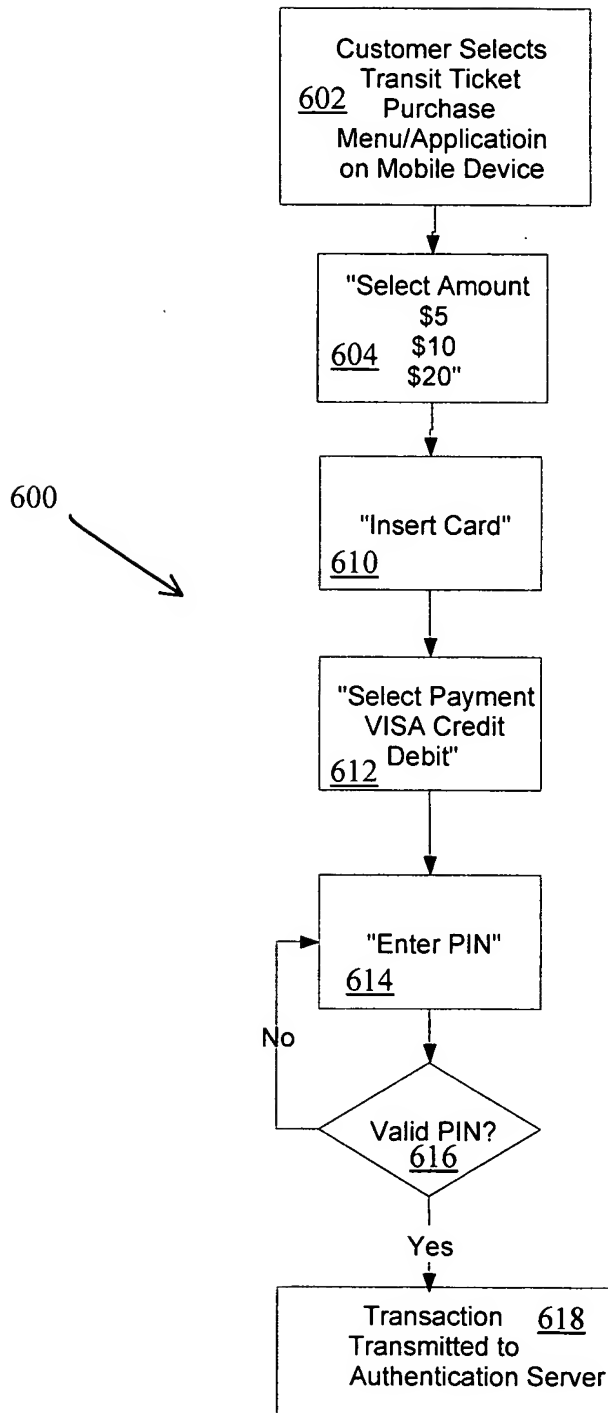 Customer Selects
Transit Ticket
602 Purchase
Menu/Applicatioin
on Mobile Device
"Select Amount
$5
$10
604 $20"
600
"Insert Card"
610
"Select Payment
VISA Credit
Debit"
612
"Enter PIN"
614
No
Valid PIN?
616
Yes
Transaction 618
Transmitted to
Authentication Server